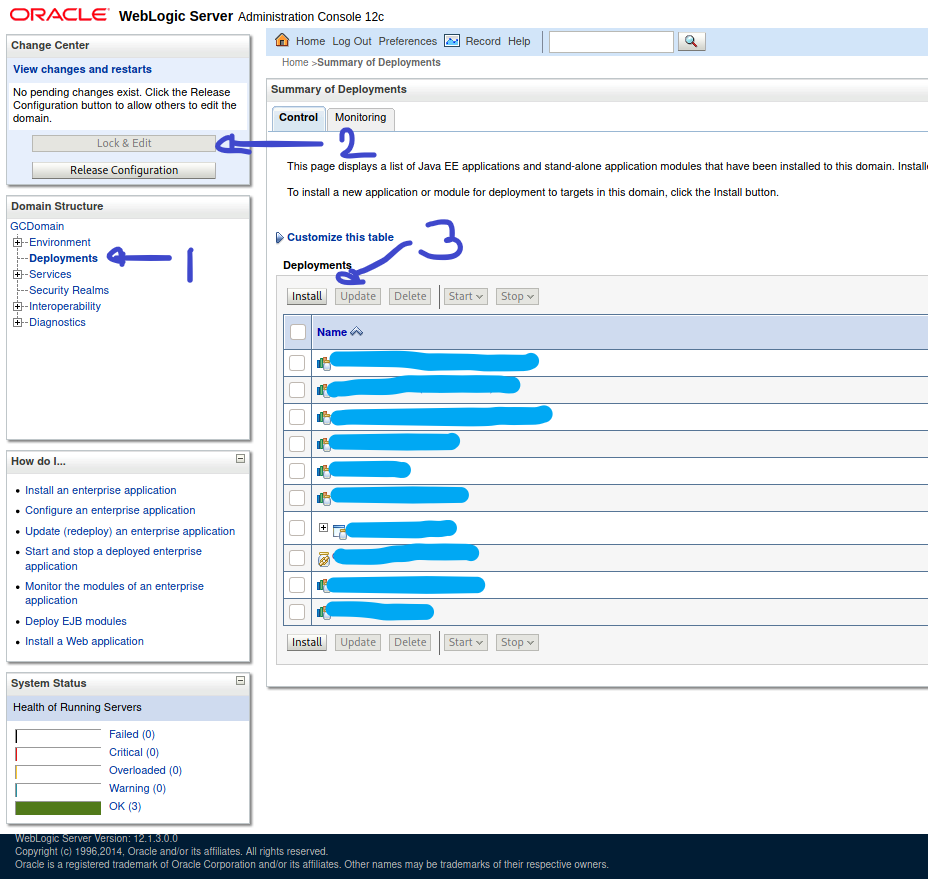 ORACLE WebLogic Server Administration Console 12c
Change Center
View changes and restarts
No pending changes exist. Click the Release
Configuration button to allow others to edit the
domain.
Lock & Edit
Release Configuration
Domain Structure
GCDomain
Environment
Deployments
Services
Security Realms
Interoperability
Diagnostics
1
How do I...
Install an enterprise application
Configure an enterprise application
Update (redeploy) an enterprise application
Start and stop a deployed enterprise
application
Monitor the modules of an enterprise
application
Deploy EJB modules
Install a Web application
System Status
Health of Running Servers
Failed (0)
Critical (0)
Overloaded (0)
Warning (0)
OK (3)
Home Log Out Preferences Record Help
Home >Summary of Deployments
Summary of Deployments
Control Monitoring
2
This page displays a list of Java EE applications and stand-alone application modules that have been installed to this domain. Installe
To install a new application or module for deployment to targets in this domain, click the Install button.
Customize this table
3
Deployments
Install Update Delete Start Stop
Name
Install Update Delete Start Stop
WebLogic Server Version: 12.1.3.0.0
Copyright (c) 1996,2014, Oracle and/or its affiliates. All rights reserved.
Oracle is a registered trademark of Oracle Corporation and/or its affiliates. Other names may be trademarks of their respective owners.